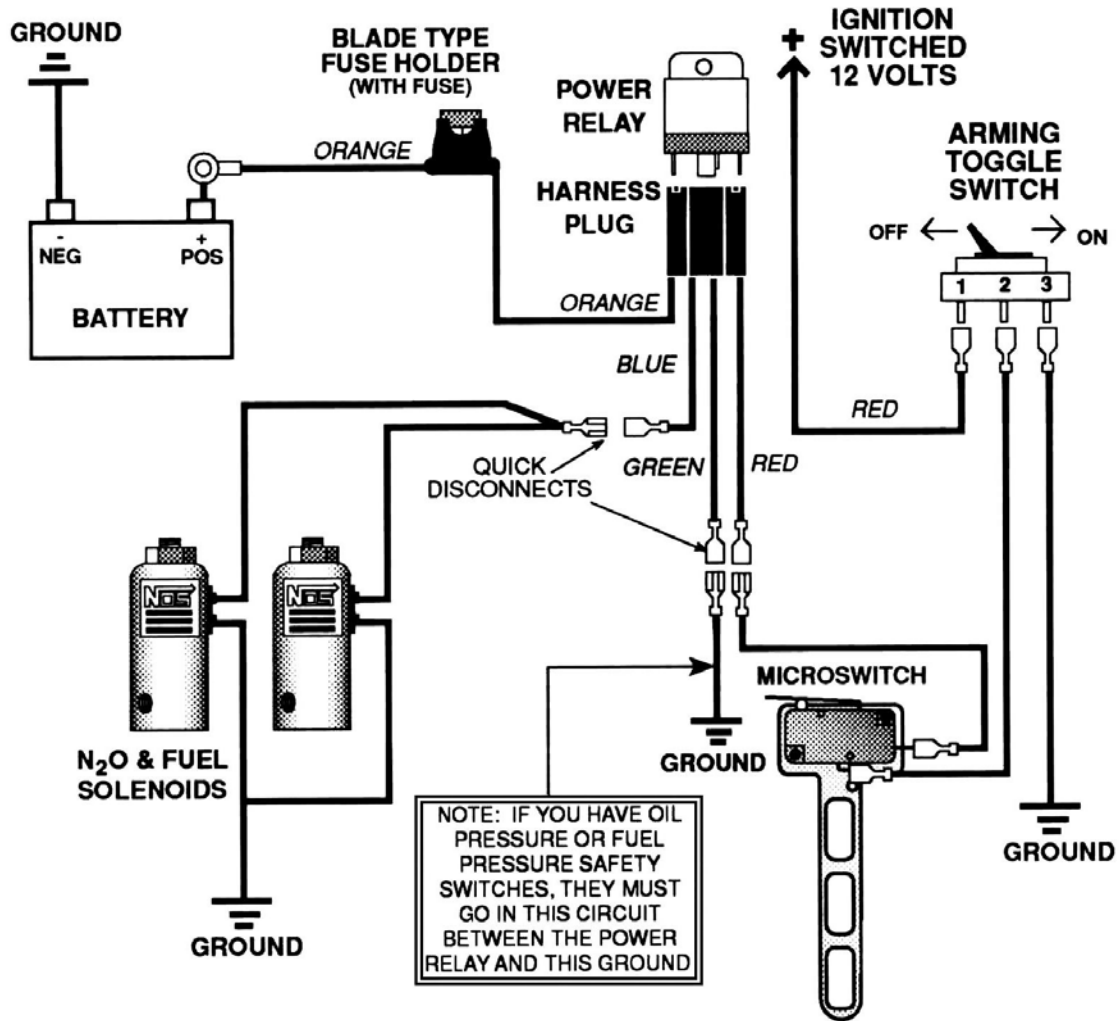 GROUND
BLADE TYPE
FUSE HOLDER
(WITH FUSE)
ORANGE
-
NEG
+
POS
BATTERY
POWER
RELAY
HARNESS
PLUG
ORANGE
BLUE
GREEN
RED
QUICK
DISCONNECTS
+
IGNITION
SWITCHED
12 VOLTS
ARMING
TOGGLE
SWITCH
OFF
ON
1 2 3
RED
NOS
NOS
N₂O & FUEL
SOLENOIDS
GROUND
MICROSWITCH
GROUND
GROUND
NOTE: IF YOU HAVE OIL
PRESSURE OR FUEL
PRESSURE SAFETY
SWITCHES, THEY MUST
GO IN THIS CIRCUIT
BETWEEN THE POWER
RELAY AND THIS GROUND